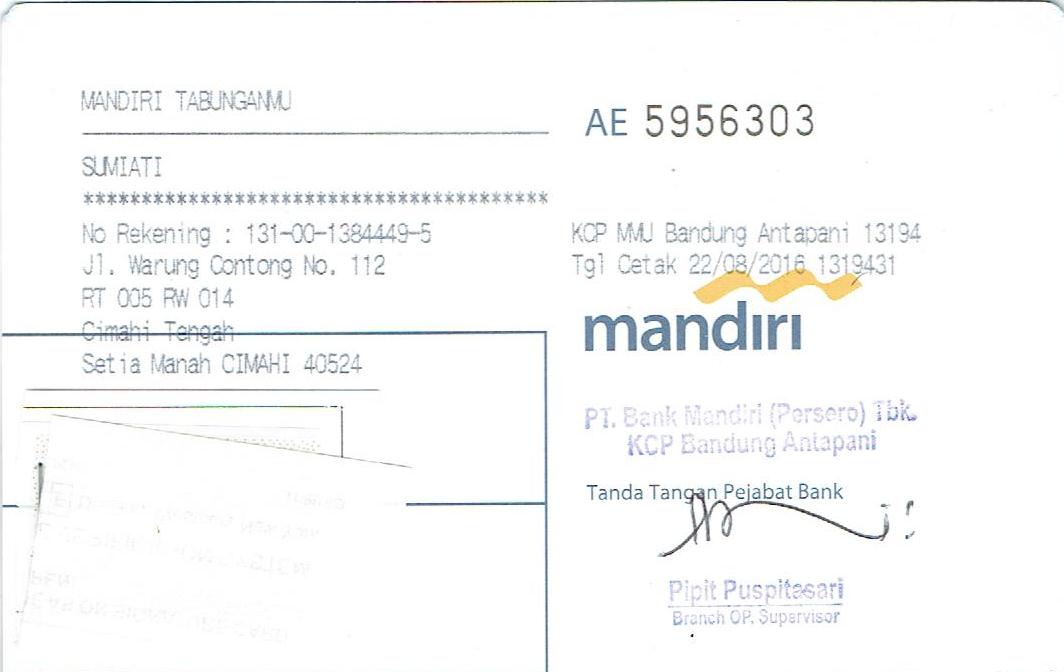 MANDIRI TABUNGANMU
AE 5956303
SUMIATI
****************************************
No Rekening : 131-00-1384449-5
Jl. Warung Contong No. 112
RT 005 RW 014
Cimahi Tengah
Setia Manah CIMAHI 40524
KCP MMU Bandung Antapani 13194
Tgl Cetak 22/08/2016 1319431
mandiri
PT. Bank Mandiri (Persero) Tbk.
KCP Bandung Antapani
Tanda Tangan Pejabat Bank
Pipit Puspitasari
Branch OP. Supervisor